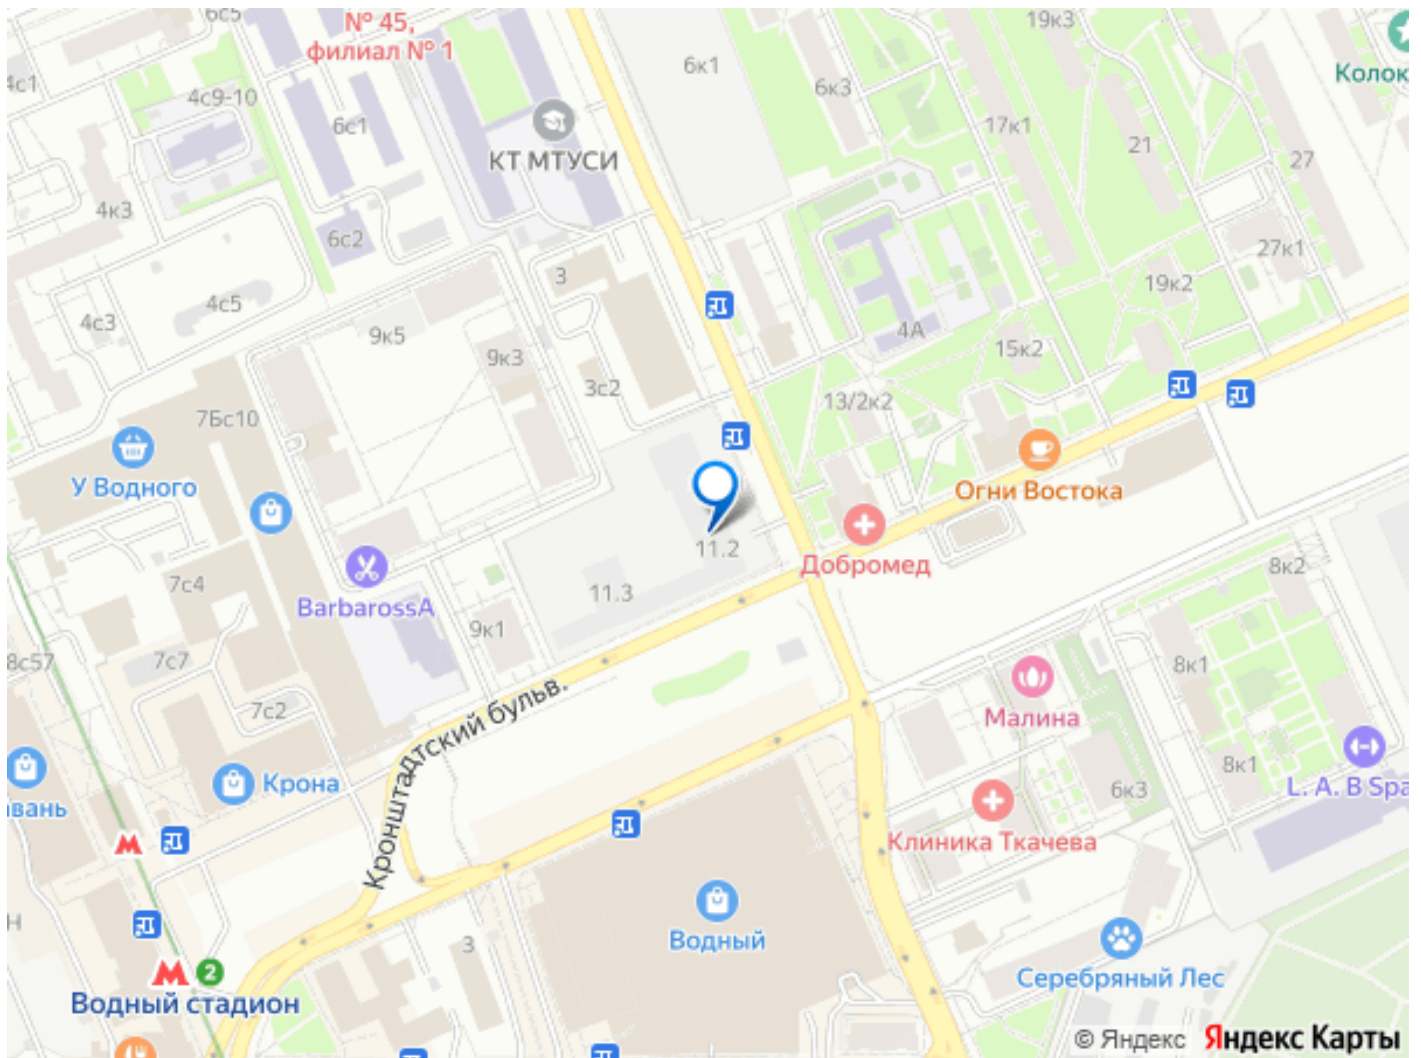 6с5
№ 45,
филиал № 1
19к3
Колок
6к1
4с1
4с9-10
6с1
6к3
17к1
КТ МТУСИ
21
27
4к3
6с2
27к1
3
19к2
4с5
4с3
9к5
4А
15к2
9к3
3с2
13/2к2
7Бс10
У Водного
Огни Востока
11.2
Добромед
8к2
7с4
11.3
BarbarossA
9к1
8с57
7с7
8к1
7с2
Малина
Кронштадтский бульв.
8к1
Крона
6к3
L. A. B Spa
авань
Клиника Ткачева
Н
Водный
3
2
Серебряный Лес
Водный стадион
© Яндекс Яндекс Карты